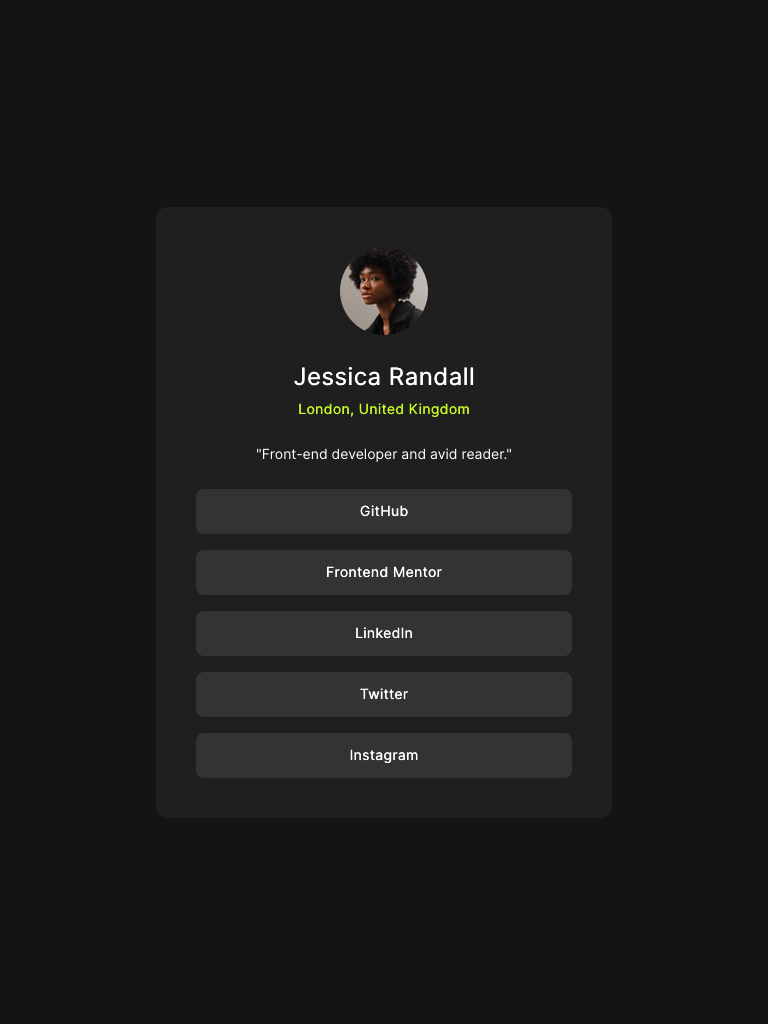 Jessica Randall
London, United Kingdom
"Front-end developer and avid reader."
GitHub
Frontend Mentor
LinkedIn
Twitter
Instagram